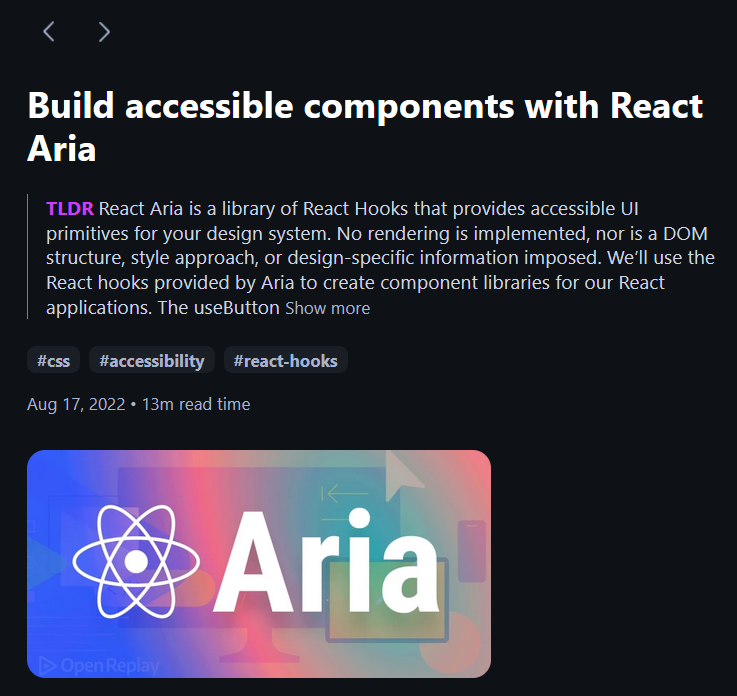 Build accessible components with React
Aria
TLDR React Aria is a library of React Hooks that provides accessible UI
primitives for your design system. No rendering is implemented, nor is a DOM
structure, style approach, or design-specific information imposed. We’ll use the
React hooks provided by Aria to create component libraries for our React
applications. The useButton Show more
#css #accessibility #react-hooks
Aug 17, 2022 • 13m read time
Aria
OpenReplay